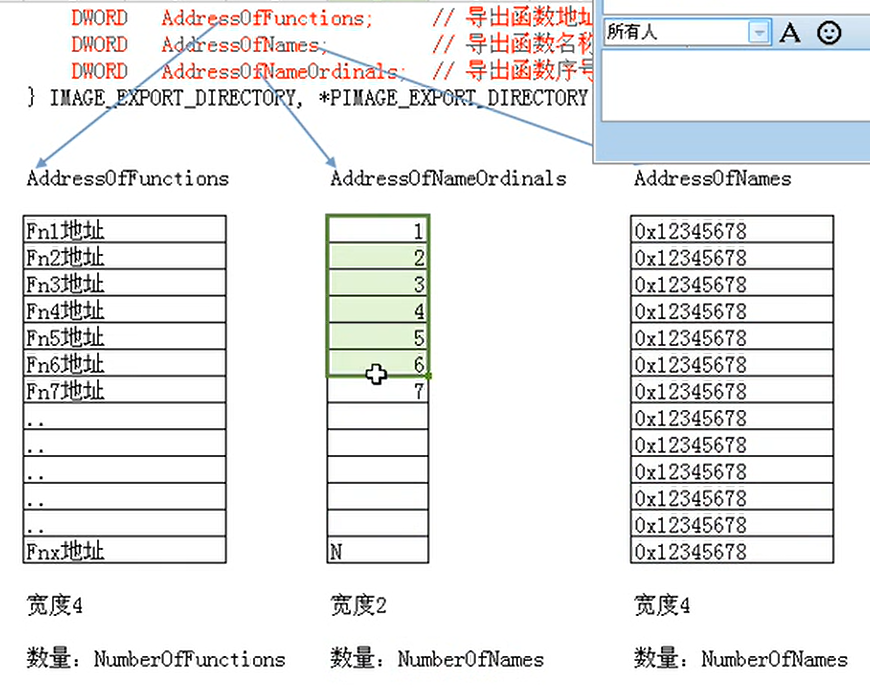 DWORD AddressOfFunctions; // 导出函数地址
DWORD AddressOfNames; // 导出函数名称
DWORD AddressOfNameOrdinals; // 导出函数序号
} IMAGE_EXPORT_DIRECTORY, *PIMAGE_EXPORT_DIRECTORY
所有人
A
AddressOfFunctions AddressOfNameOrdinals AddressOfNames
Fn1地址 1 0x12345678
Fn2地址 2 0x12345678
Fn3地址 3 0x12345678
Fn4地址 4 0x12345678
Fn5地址 5 0x12345678
Fn6地址 6 0x12345678
Fn7地址 7 0x12345678
.. 0x12345678
.. 0x12345678
.. 0x12345678
.. 0x12345678
.. 0x12345678
Fnx地址 N 0x12345678
宽度4 宽度2 宽度4
数量: NumberOfFunctions 数量: NumberOfNames 数量: NumberOfNames